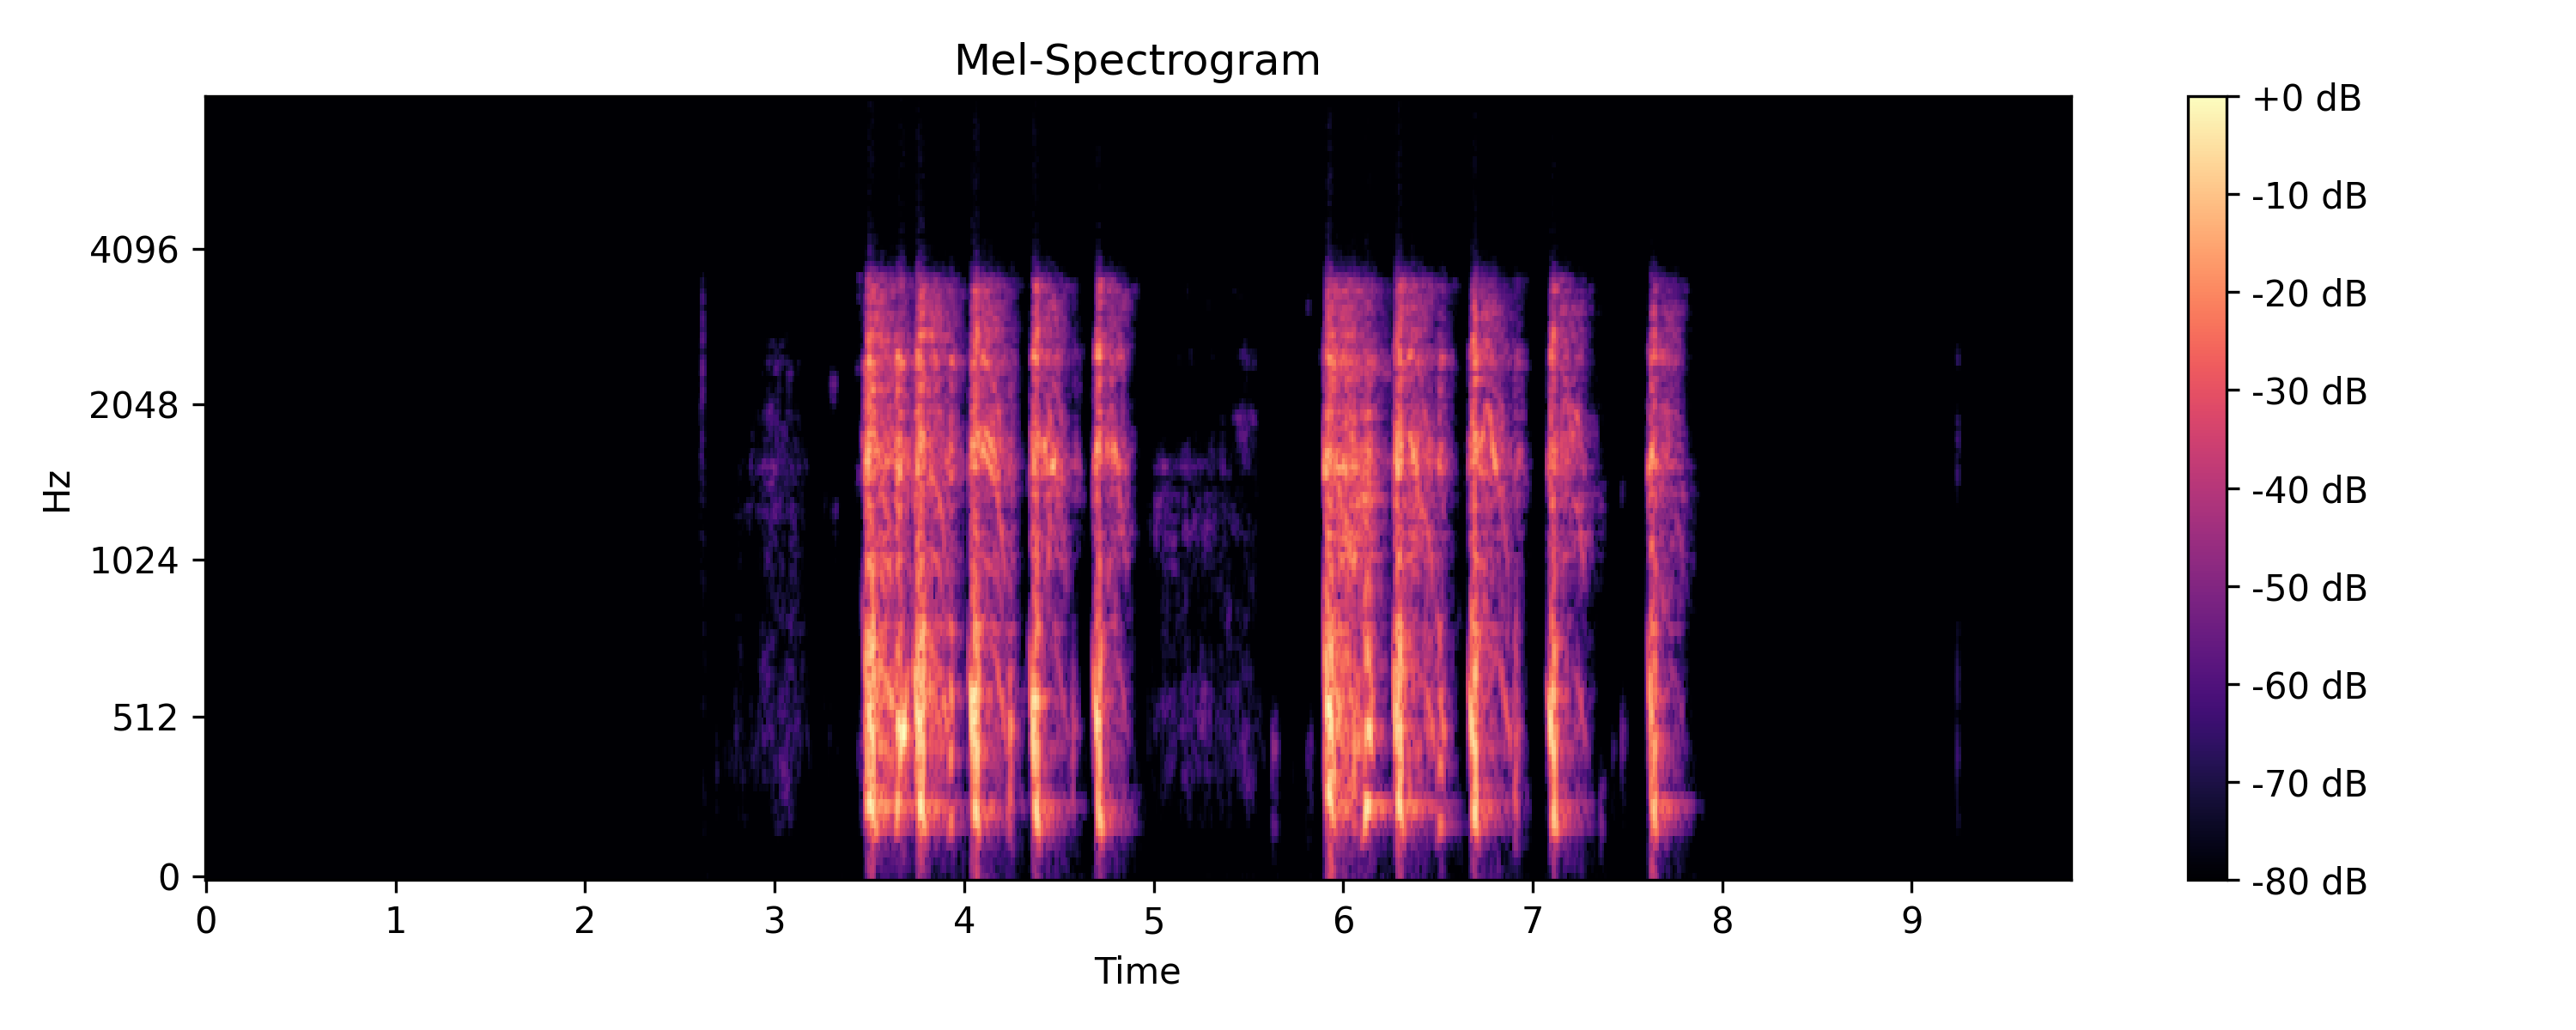 Mel-Spectrogram
+0 dB
-10 dB
-20 dB
-30 dB
-40 dB
-50 dB
-60 dB
-70 dB
-80 dB
4096
2048
1024
512
0
Hz
0 1 2 3 4 5 6 7 8 9
Time